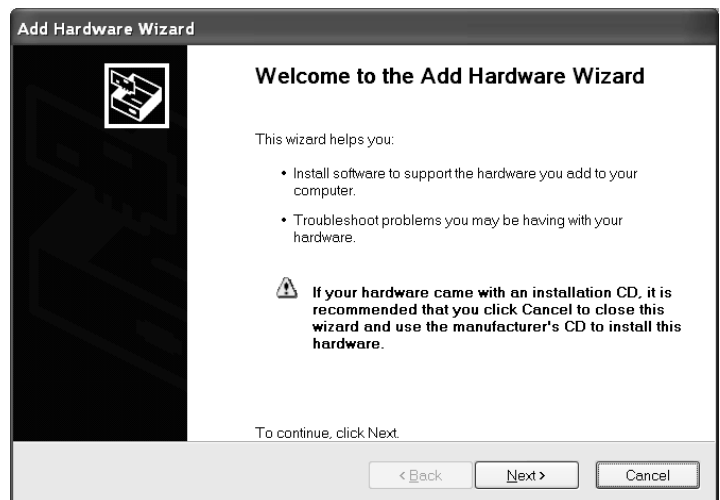 Add Hardware Wizard
Welcome to the Add Hardware Wizard
This wizard helps you:
• Install software to support the hardware you add to your
computer.
• Troubleshoot problems you may be having with your
hardware.
If your hardware came with an installation CD, it is
recommended that you click Cancel to close this
wizard and use the manufacturer's CD to install this
hardware.
To continue, click Next.
< Back Next > Cancel